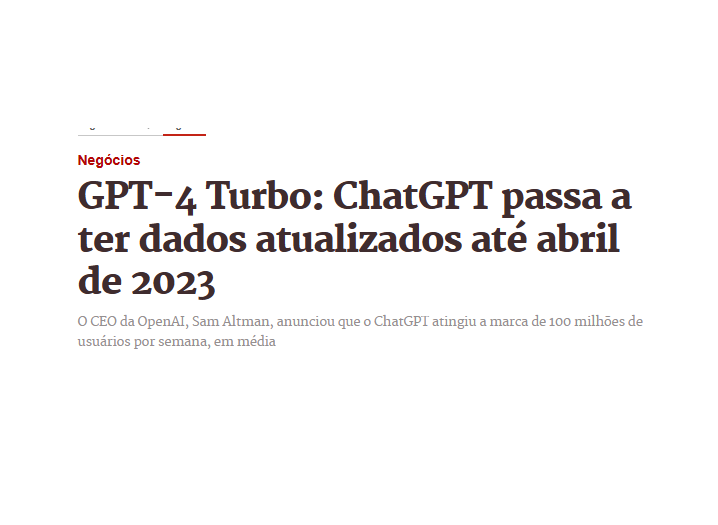 Negócios
GPT-4 Turbo: ChatGPT passa a
ter dados atualizados até abril
de 2023
O CEO da OpenAI, Sam Altman, anunciou que o ChatGPT atingiu a marca de 100 milhões de
usuários por semana, em média